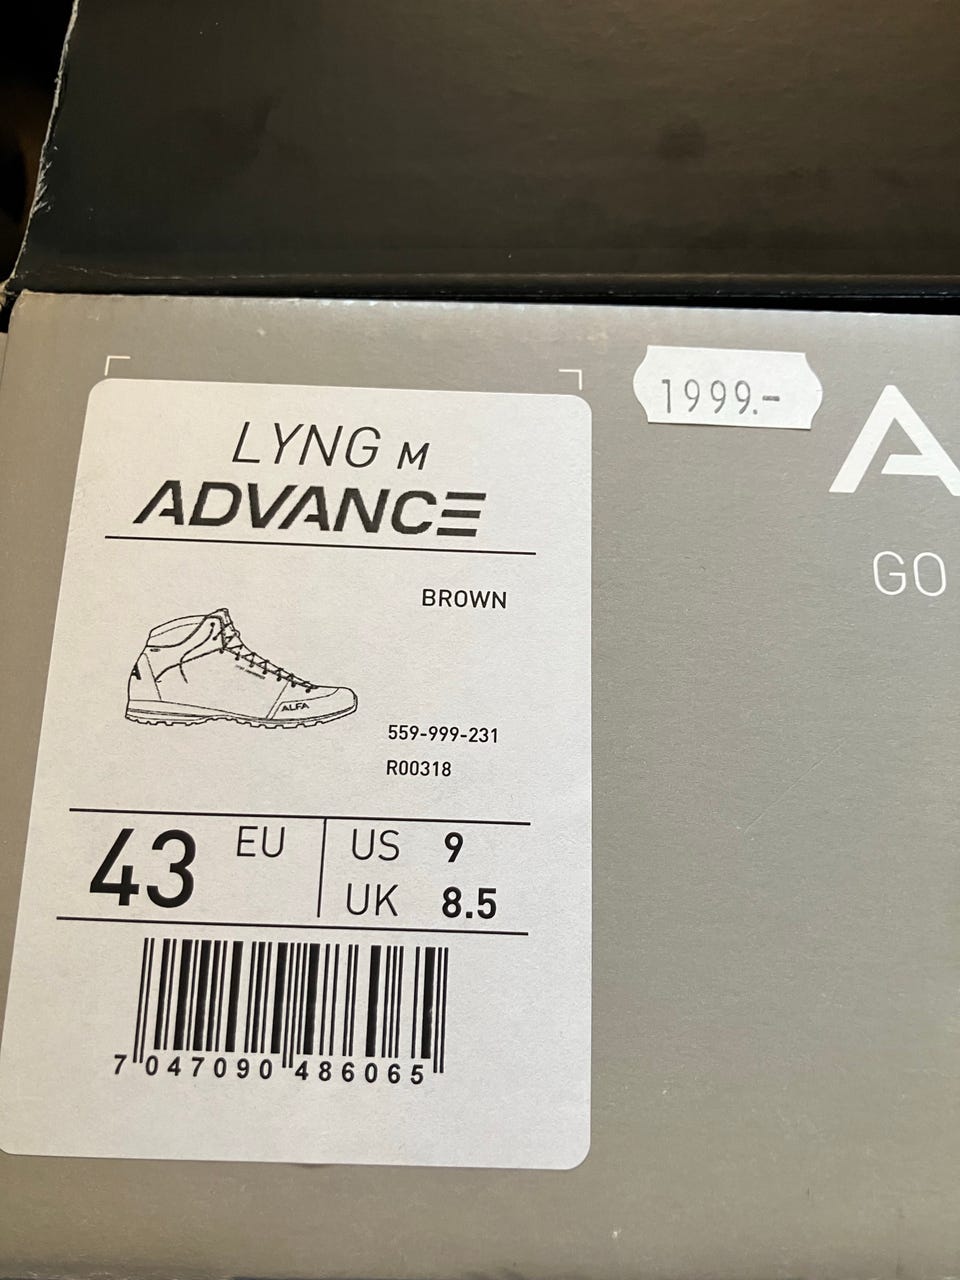 1999.-
A
GO
LYNG M
ADVANCE
BROWN
A
ALFA
559-999-231
R00318
43 EU
US 9
UK 8.5
7 047090 486065